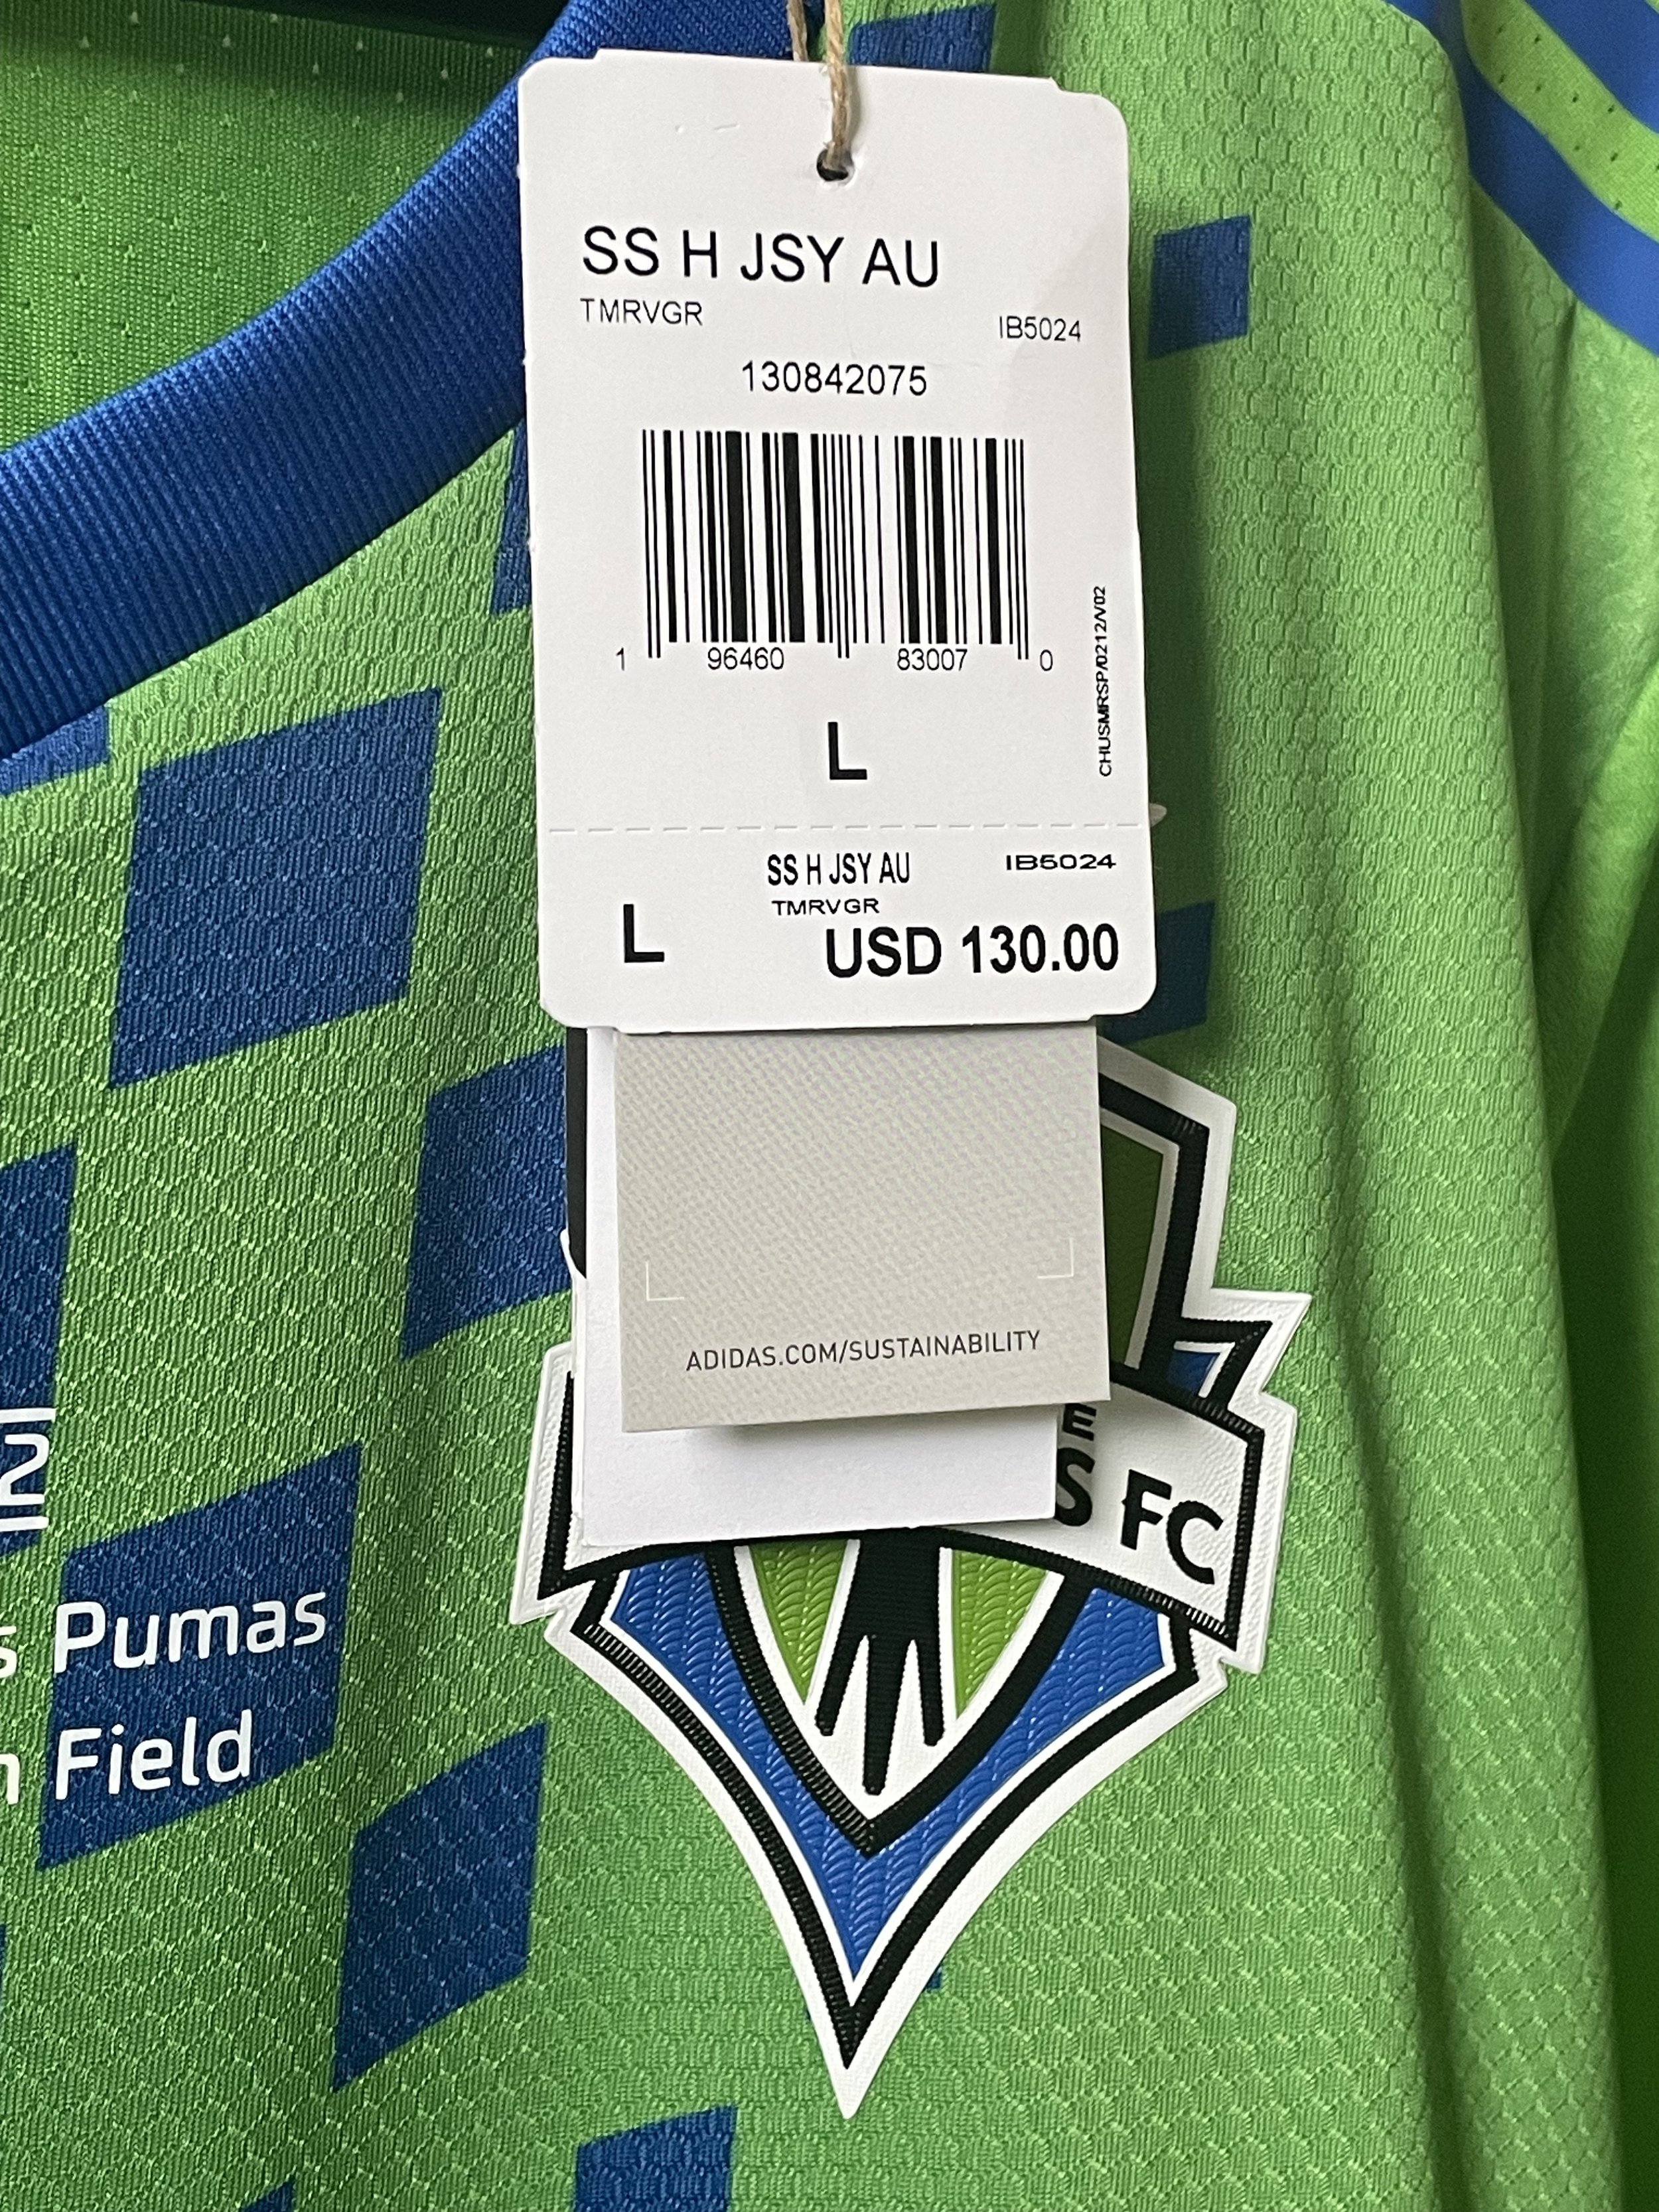 SS H JSY AU
TMRVGR
IB5024
130842075
1 96460 83007 0
CHUSMRSP/0212/V02
L
SS H JSY AU
IB5024
TMRVGR
L
USD 130.00
ADIDAS.COM/SUSTAINABILITY
FC
2
Pumas
Field